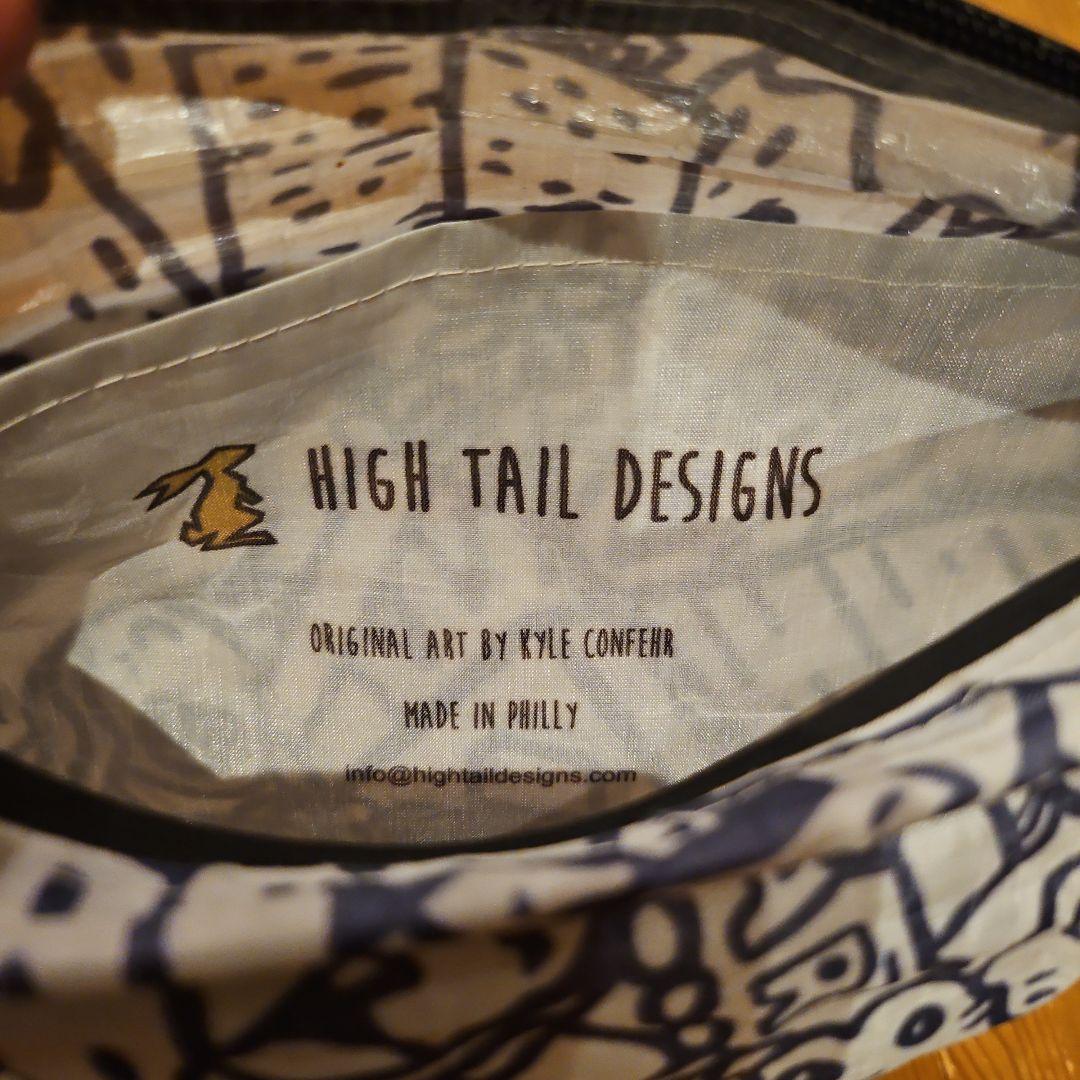 HIGH TAIL DESIGNS
ORIGINAL ART BY KYLE CONFEHR
MADE IN PHILLY
info@hightaildesigns.com